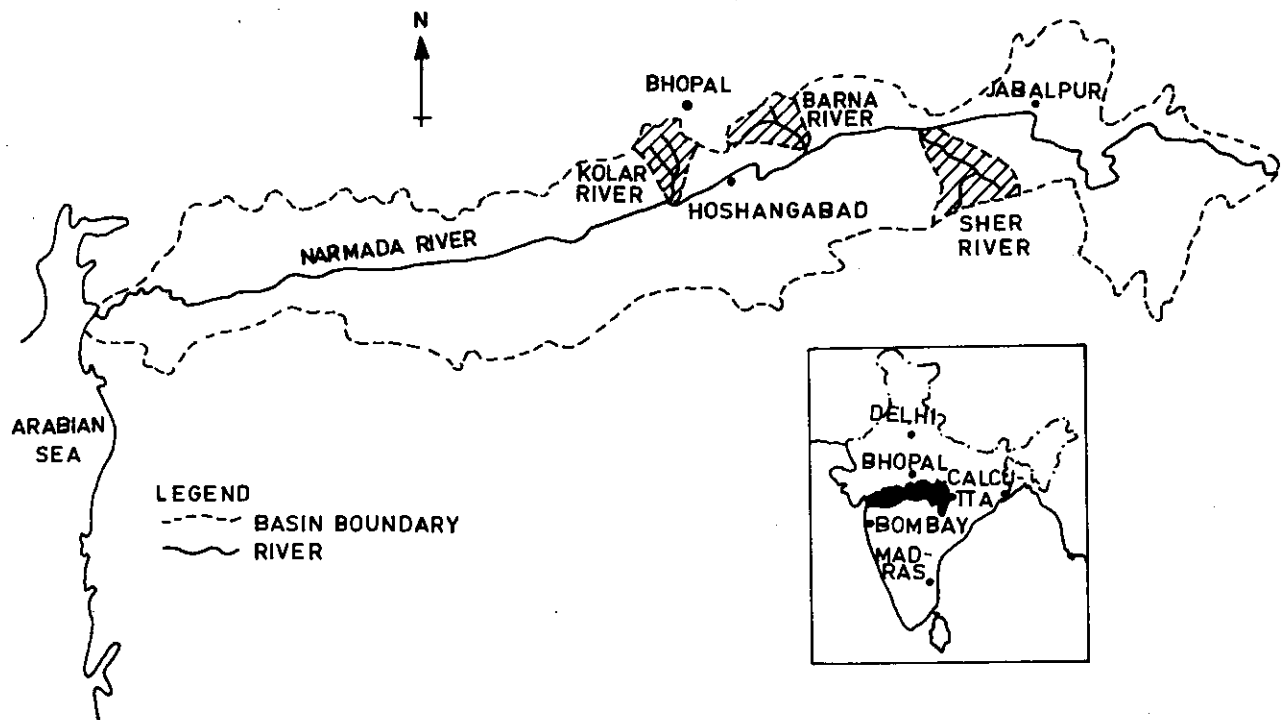 N
BHOPAL
BARNA
RIVER
JABALPUR
KOLAR
RIVER
HOSHANGABAD
SHER
RIVER
NARMADA RIVER
ARABIAN
SEA
LEGEND
BASIN BOUNDARY
RIVER
DELHI
BHOPAL
CALCU-
TTA
BOMBAY
MAD-
RAS